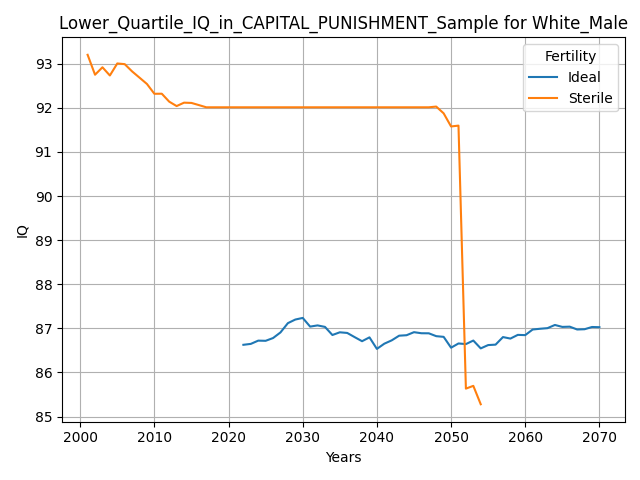 Lower_Quartile_IQ_in_CAPITAL_PUNISHMENT_Sample for White_Male
Fertility
Ideal
Sterile
93
92
91
90
89
88
87
86
85
IQ
2000 2010 2020 2030 2040 2050 2060 2070
Years